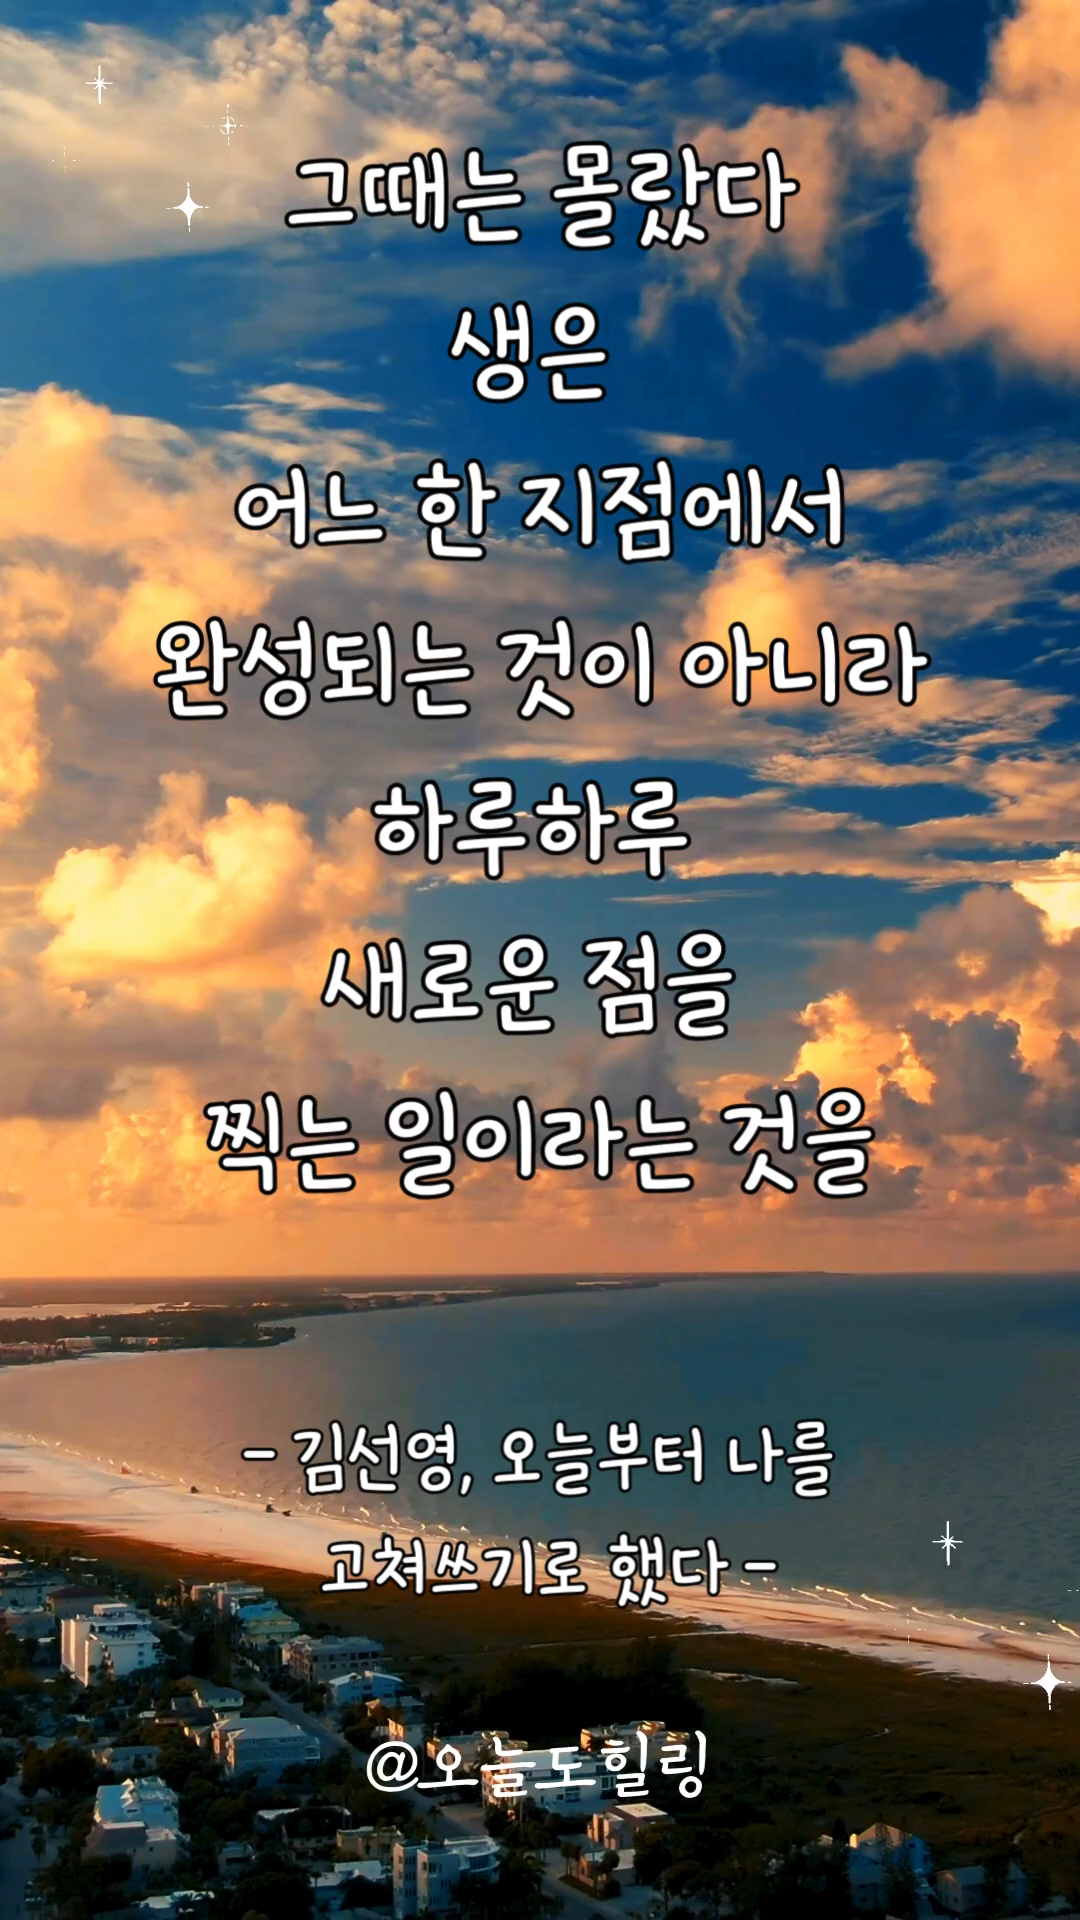 그때는 몰랐다
생은
어느 한 지점에서
완성되는 것이 아니라
하루하루
새로운 점을
찍는 일이라는 것을
- 김선영, 오늘부터 나를
고쳐쓰기로 했다 -
@오늘도힐링